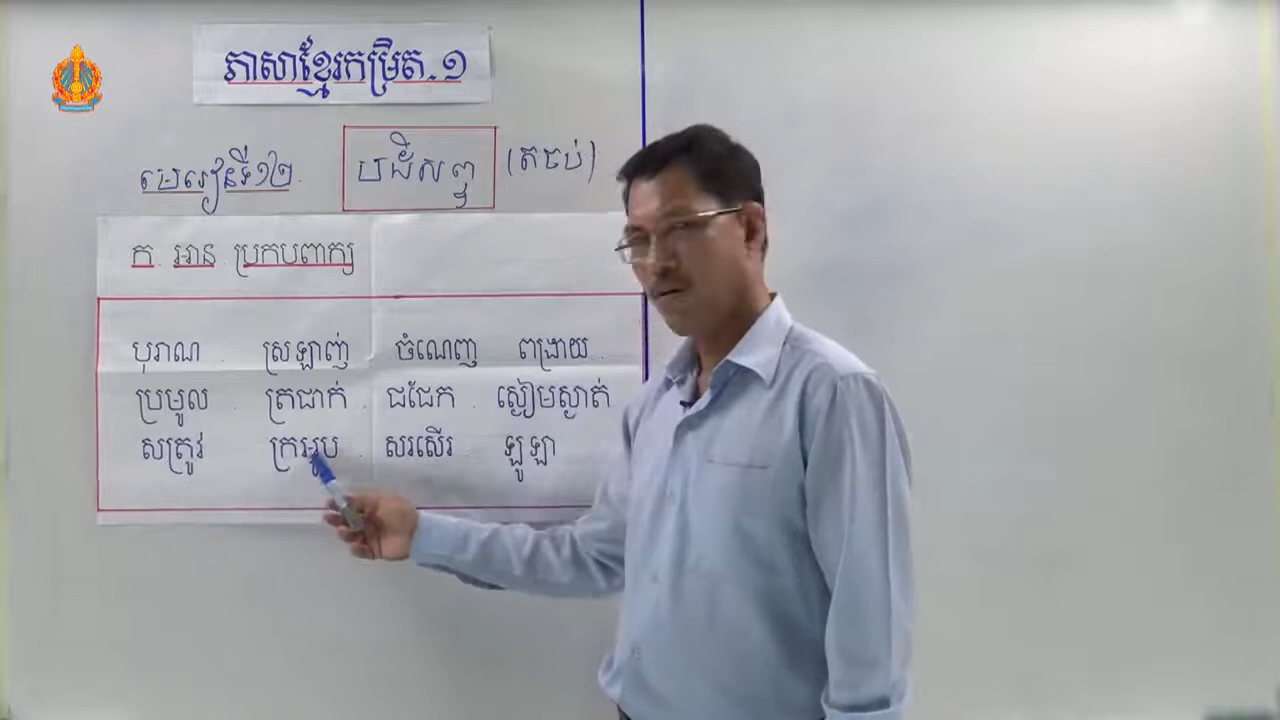 ភាសាខ្មែរកម្រិត.១
មេរៀនទី១២. បដិសព្ទ (តចប់)
ក. អាន ប្រកបពាក្យ
បុរាណ . ស្រឡាញ់ ចំណេញ ពង្រាយ .
ប្រមូល . ត្រជាក់ . ជជែក ស្ងៀមស្ងាត់
សត្រូវ ក្រអូប . សរសើរ ឡូឡា